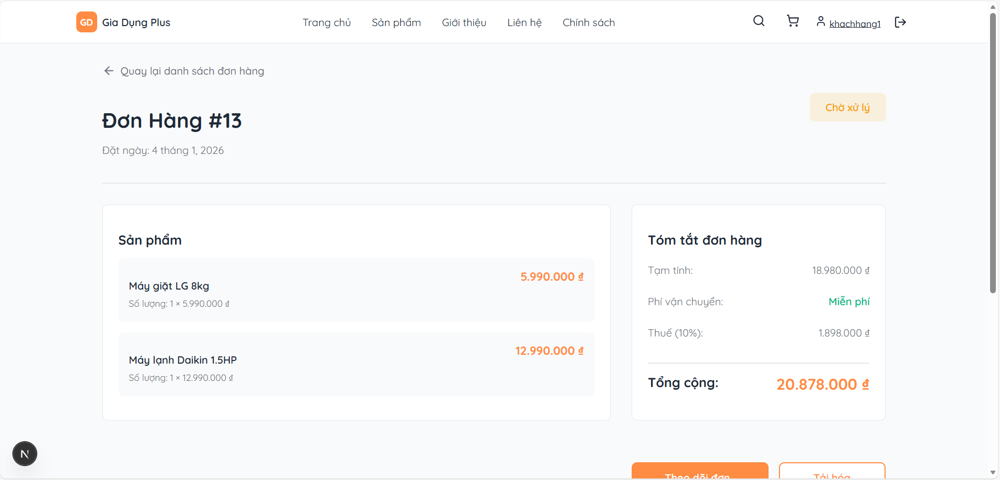 GD Gia Dụng Plus Trang chủ Sản phẩm Giới thiệu Liên hệ Chính sách khachhang1
Quay lại danh sách đơn hàng
Chờ xử lý
Đơn Hàng #13
Đặt ngày: 4 tháng 1, 2026
Sản phẩm
5.990.000 ₫
Máy giặt LG 8kg
Số lượng: 1 × 5.990.000 ₫
12.990.000 ₫
Máy lạnh Daikin 1.5HP
Số lượng: 1 × 12.990.000 ₫
Tóm tắt đơn hàng
Tạm tính: 18.980.000 ₫
Phí vận chuyển: Miễn phí
Thuế (10%): 1.898.000 ₫
Tổng cộng: 20.878.000 ₫
N
Theo dõi đơn Tải hóa